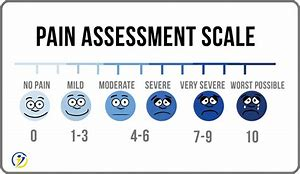 PAIN ASSESSMENT SCALE
NO PAIN MILD MODERATE SEVERE VERY SEVERE WORST POSSIBLE
0 1-3 4-6 7-9 10